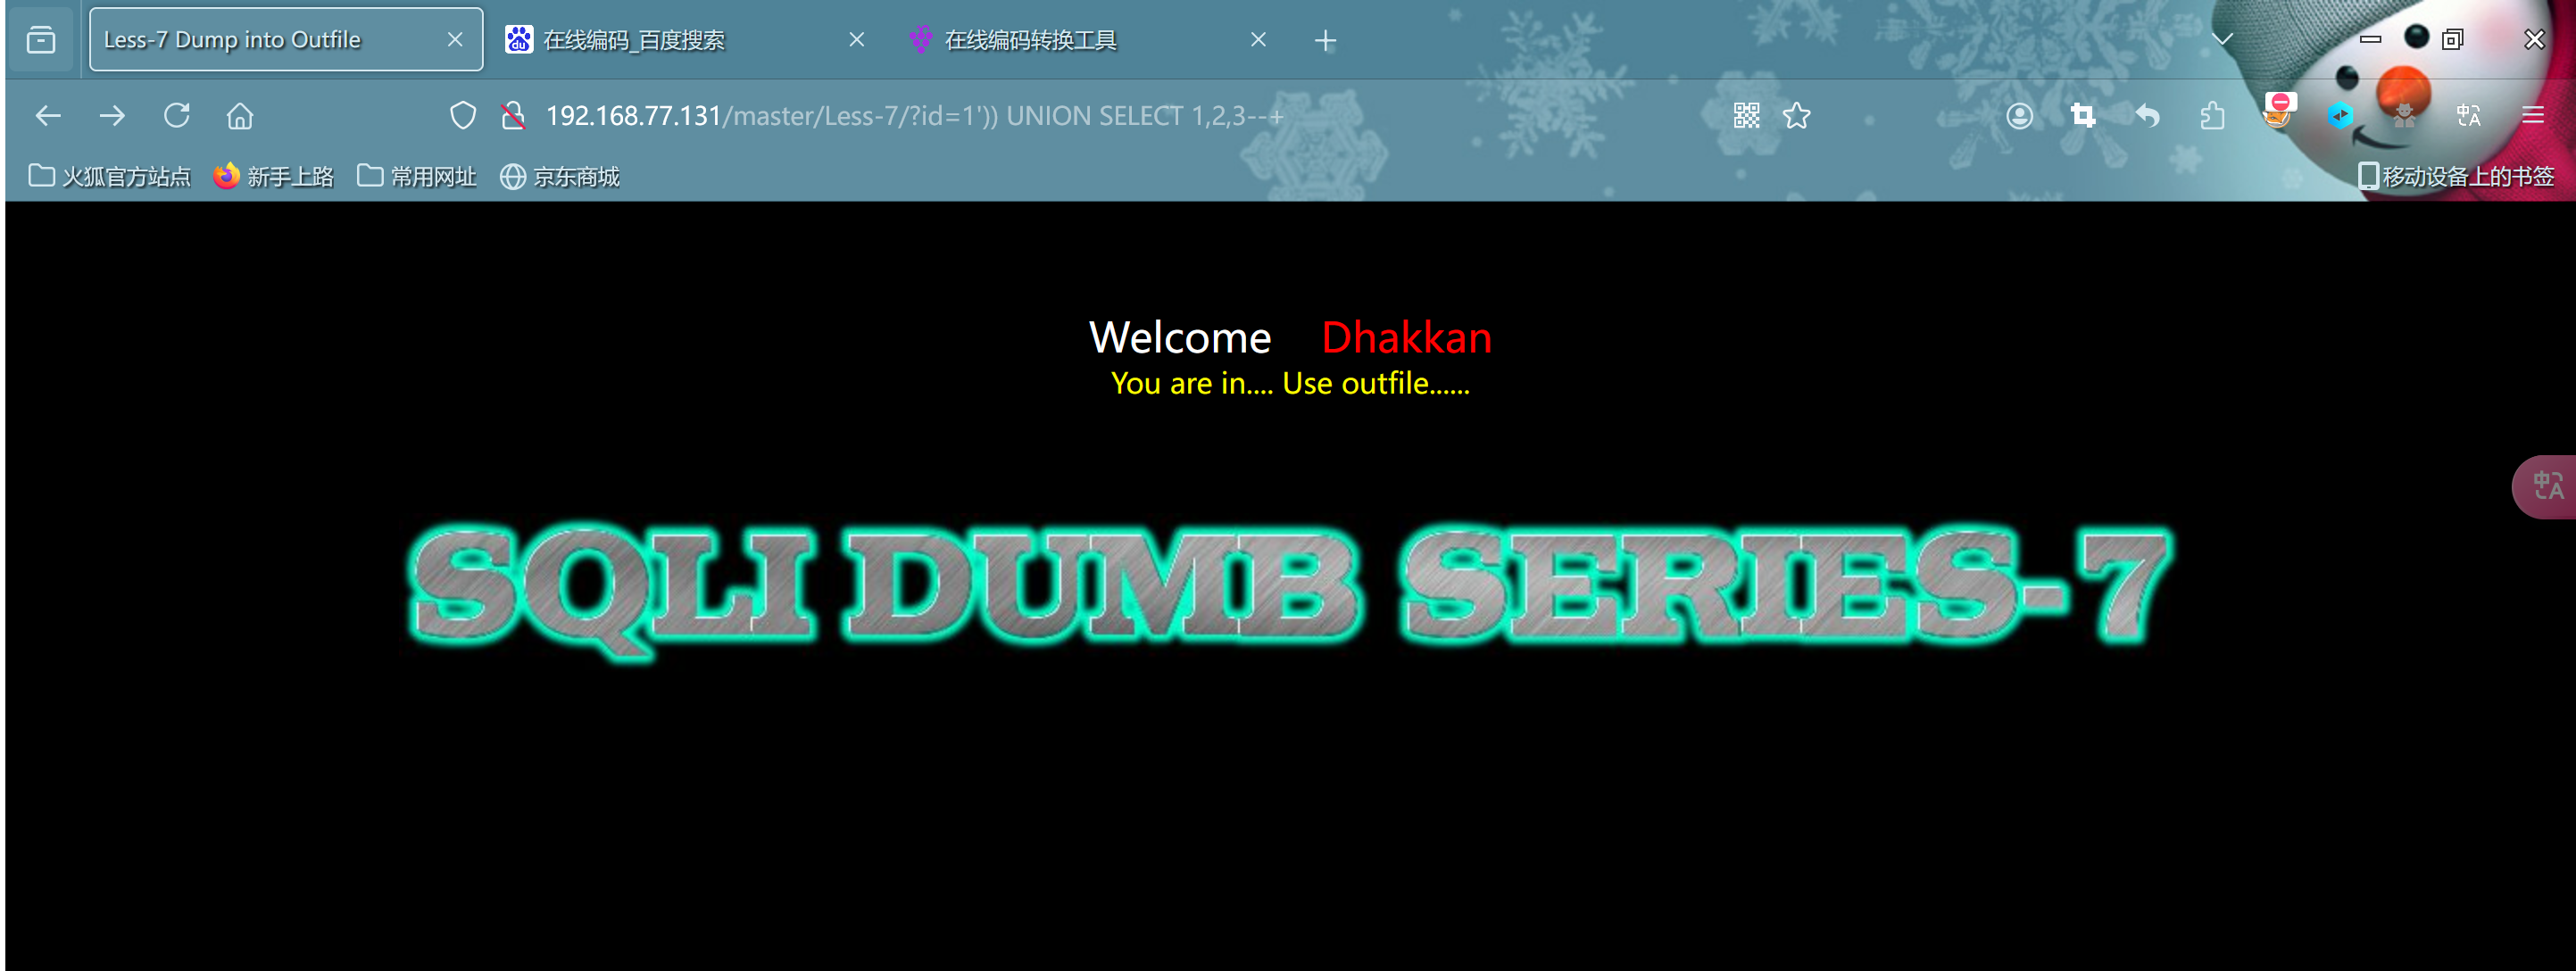 Less-7 Dump into Outfile
在线编码_百度搜索
在线编码转换工具
192.168.77.131/master/Less-7/?id=1')) UNION SELECT 1,2,3--+
火狐官方站点 新手上路 常用网址 京东商城 移动设备上的书签
Welcome Dhakkan
You are in.... Use outfile......
SQLI DUMB SERIES-7